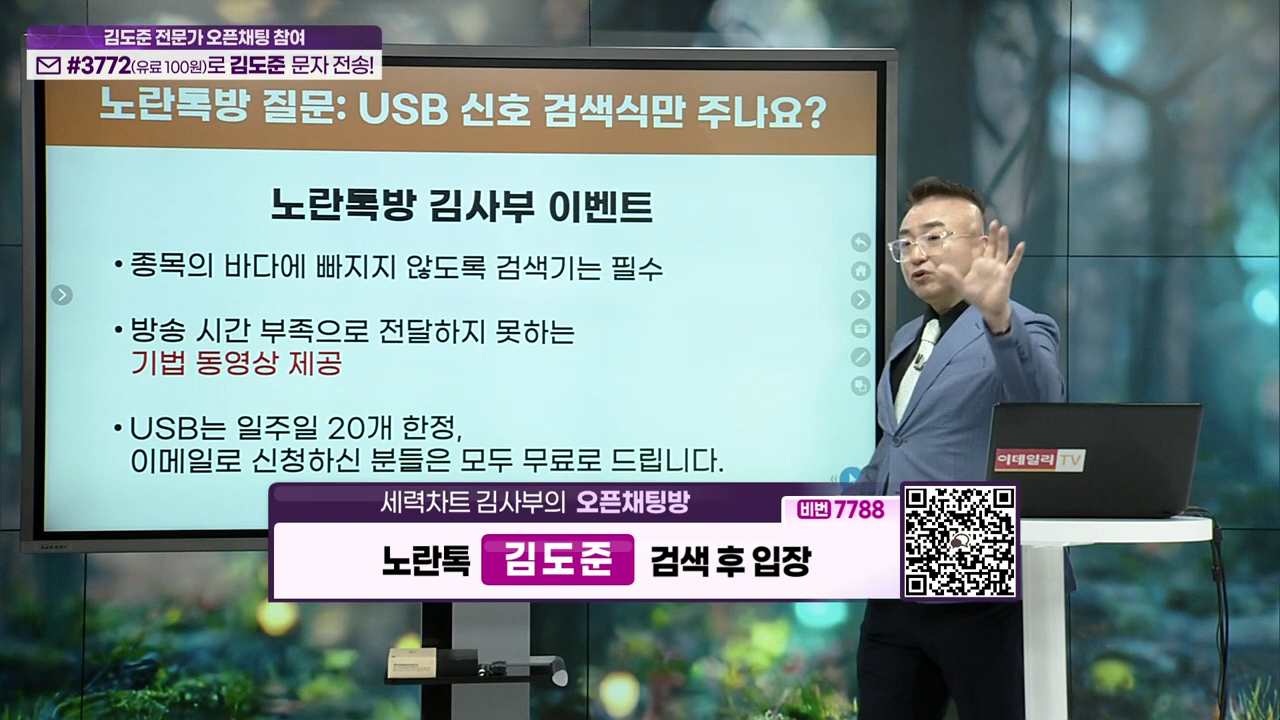 김도준 전문가 오픈채팅 참여
#3772(유료 100원)로 김도준 문자 전송!
노란톡방 질문: USB 신호 검색식만 주나요?
노란톡방 김사부 이벤트
• 종목의 바다에 빠지지 않도록 검색기는 필수
• 방송 시간 부족으로 전달하지 못하는
기법 동영상 제공
• USB는 일주일 20개 한정,
이메일로 신청하신 분들은 모두 무료로 드립니다.
이데일리TV
세력차트 김사부의 오픈채팅방
비번 7788
노란톡 김도준 검색 후 입장